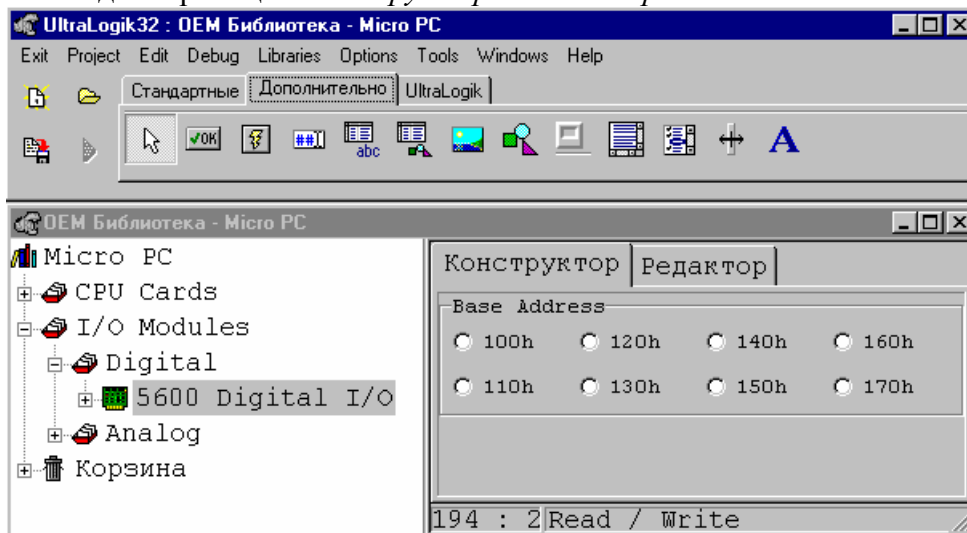 UltraLogik32 : OEM Библиотека - Micro PC
Exit Project Edit Debug Libraries Options Tools Windows Help
Стандартные Дополнительно UltraLogik
OK ## abc A
OEM Библиотека - Micro PC
Micro PC
CPU Cards
I/O Modules
Digital
5600 Digital I/O
Analog
Корзина
Конструктор Редактор
Base Address
100h 120h 140h 160h
110h 130h 150h 170h
194 : 2 Read / Write